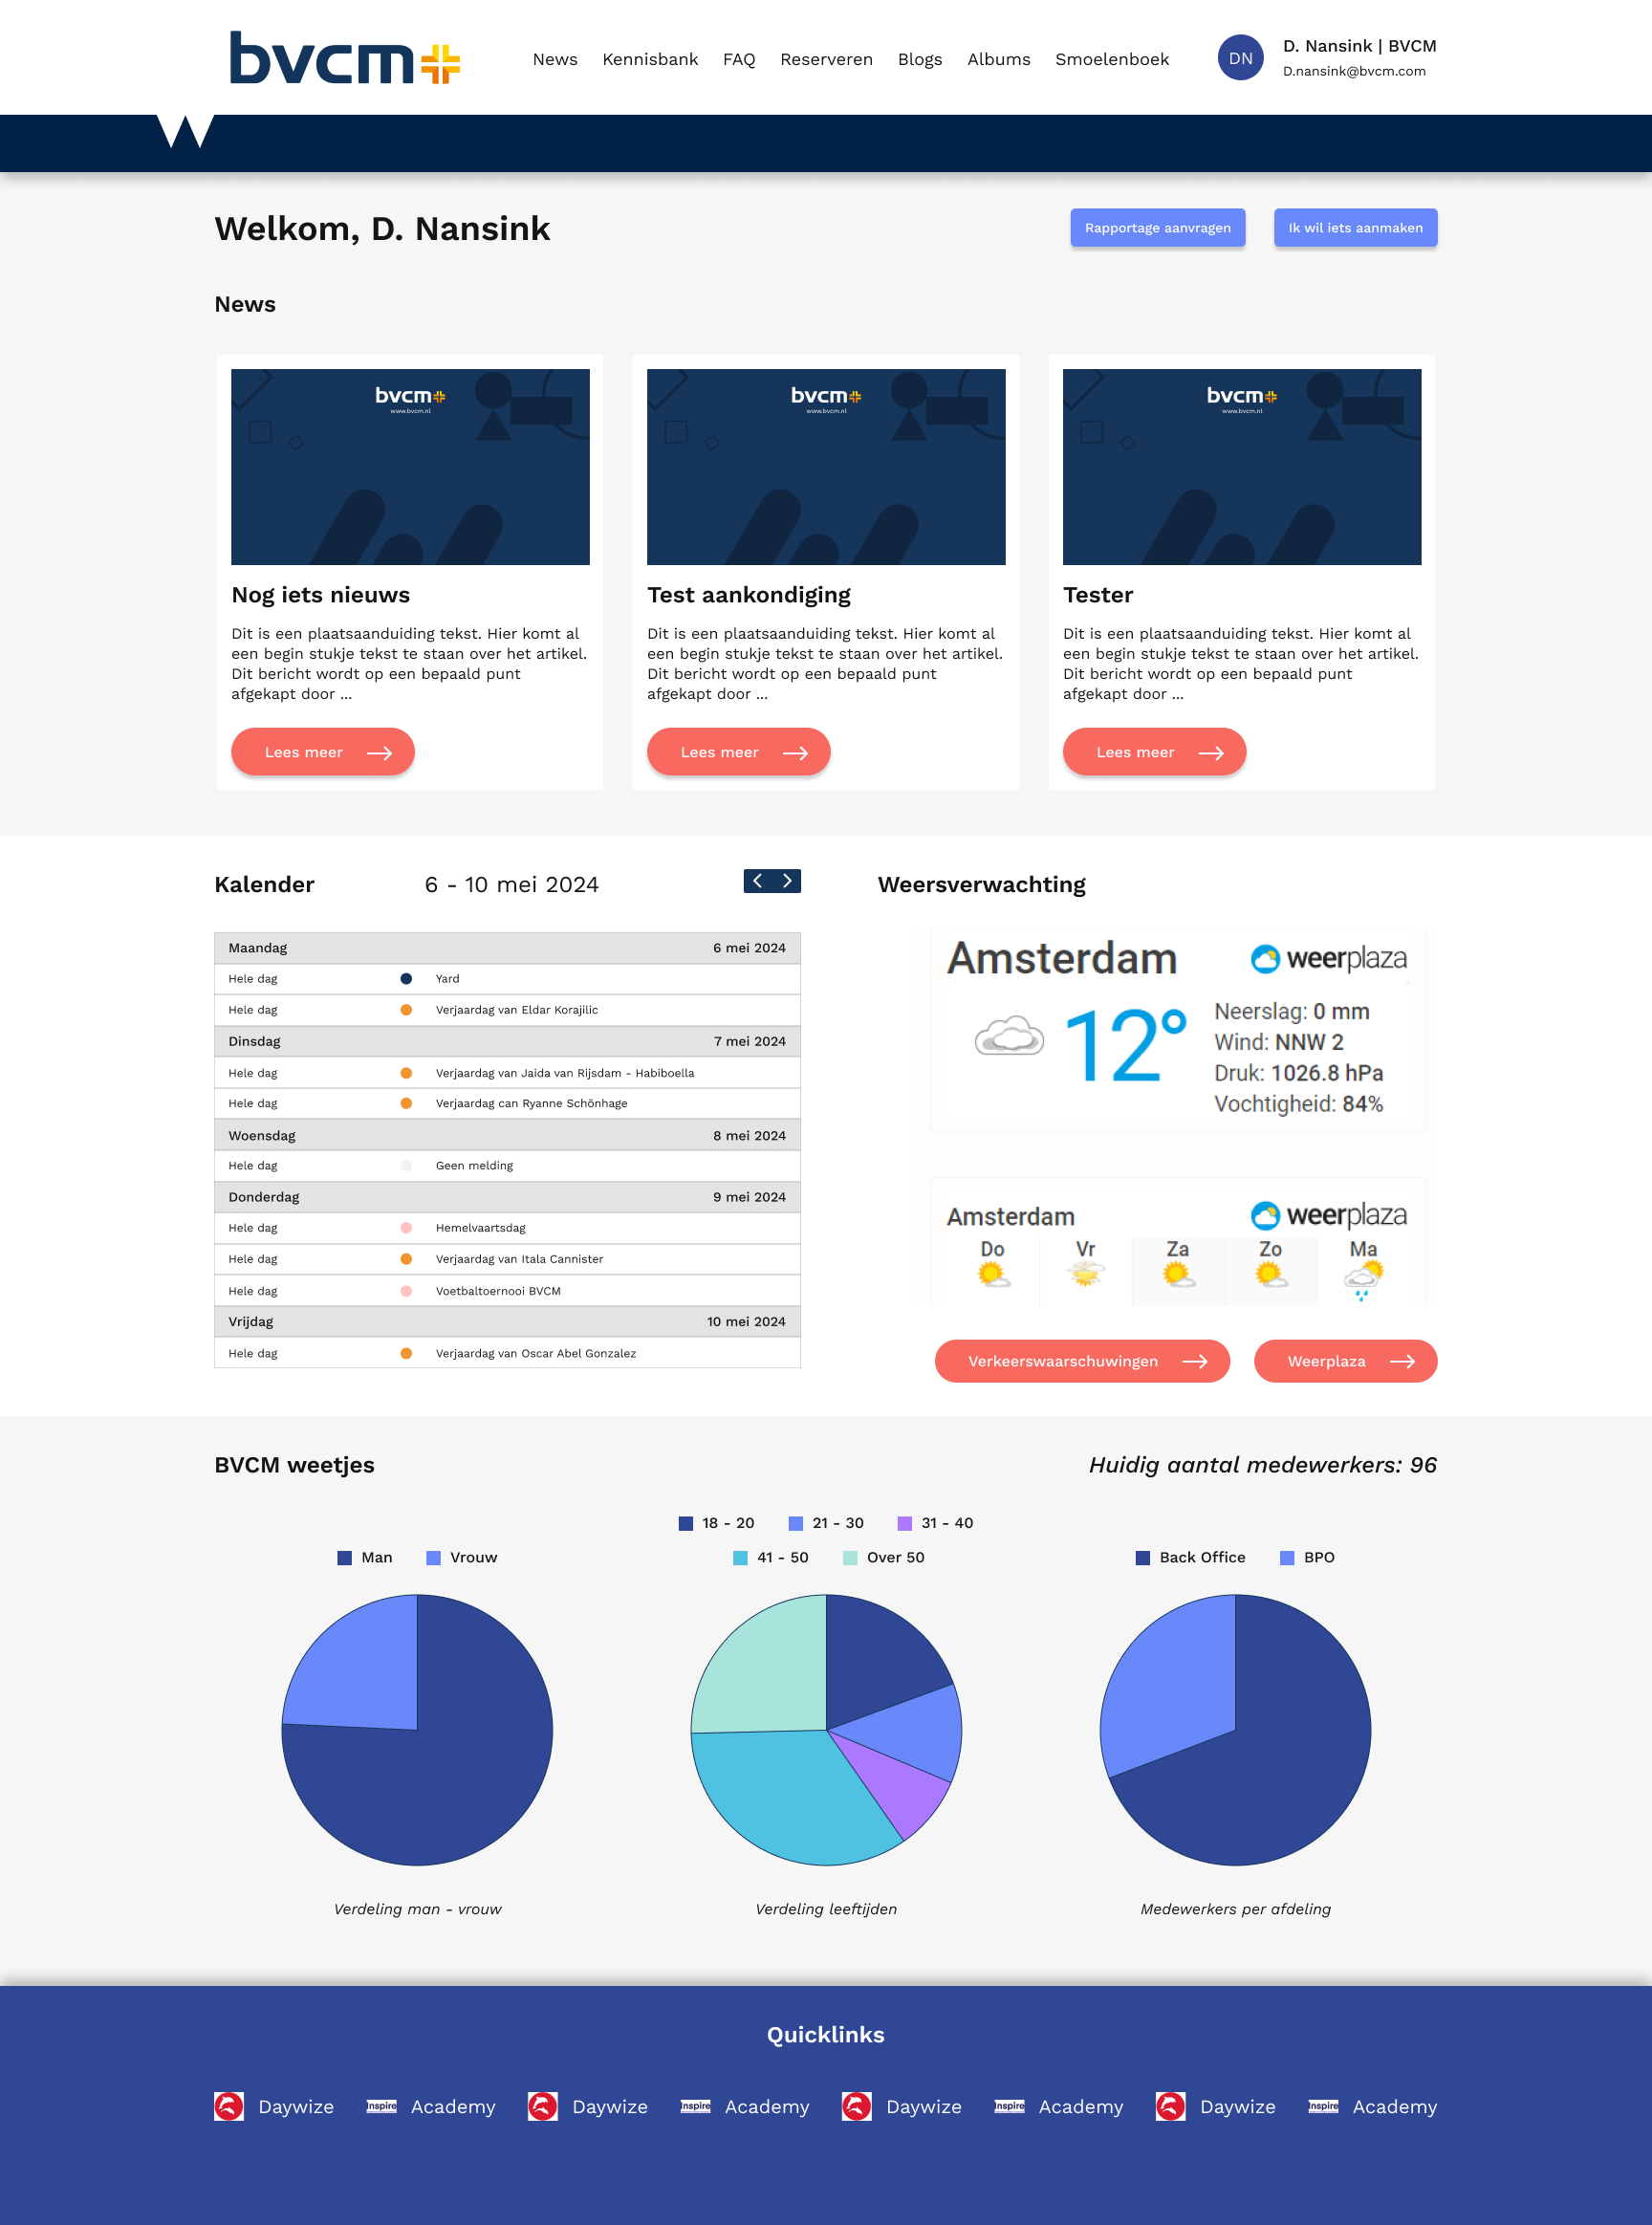 bvcm
News Kennisbank FAQ Reserveren Blogs Albums Smoelenboek
DN
D. Nansink | BVCM
D.nansink@bvcm.com
Welkom, D. Nansink
Rapportage aanvragen
Ik wil iets aanmaken
News
bvcm
www.bvcm.nl
Nog iets nieuws
Dit is een plaatsaanduiding tekst. Hier komt al
een begin stukje tekst te staan over het artikel.
Dit bericht wordt op een bepaald punt
afgekapt door ...
Lees meer
bvcm
www.bvcm.nl
Test aankondiging
Dit is een plaatsaanduiding tekst. Hier komt al
een begin stukje tekst te staan over het artikel.
Dit bericht wordt op een bepaald punt
afgekapt door ...
Lees meer
bvcm
www.bvcm.nl
Tester
Dit is een plaatsaanduiding tekst. Hier komt al
een begin stukje tekst te staan over het artikel.
Dit bericht wordt op een bepaald punt
afgekapt door ...
Lees meer
Kalender 6 - 10 mei 2024
Maandag 6 mei 2024
Hele dag Yard
Hele dag Verjaardag van Eldar Korajilic
Dinsdag 7 mei 2024
Hele dag Verjaardag van Jaida van Rijsdam - Habiboella
Hele dag Verjaardag can Ryanne Schönhage
Woensdag 8 mei 2024
Hele dag Geen melding
Donderdag 9 mei 2024
Hele dag Hemelvaartsdag
Hele dag Verjaardag van Itala Cannister
Hele dag Voetbaltoernooi BVCM
Vrijdag 10 mei 2024
Hele dag Verjaardag van Oscar Abel Gonzalez
Weersverwachting
Amsterdam weerplaza
12°
Neerslag: 0 mm
Wind: NNW 2
Druk: 1026.8 hPa
Vochtigheid: 84%
Amsterdam weerplaza
Do Vr Za Zo Ma
Verkeerswaarschuwingen
Weerplaza
BVCM weetjes
Huidig aantal medewerkers: 96
Man Vrouw
Verdeling man - vrouw
18 - 20 21 - 30 31 - 40
41 - 50 Over 50
Verdeling leeftijden
Back Office BPO
Medewerkers per afdeling
Quicklinks
Daywize Inspire Academy Daywize Inspire Academy Daywize Inspire Academy Daywize Inspire Academy